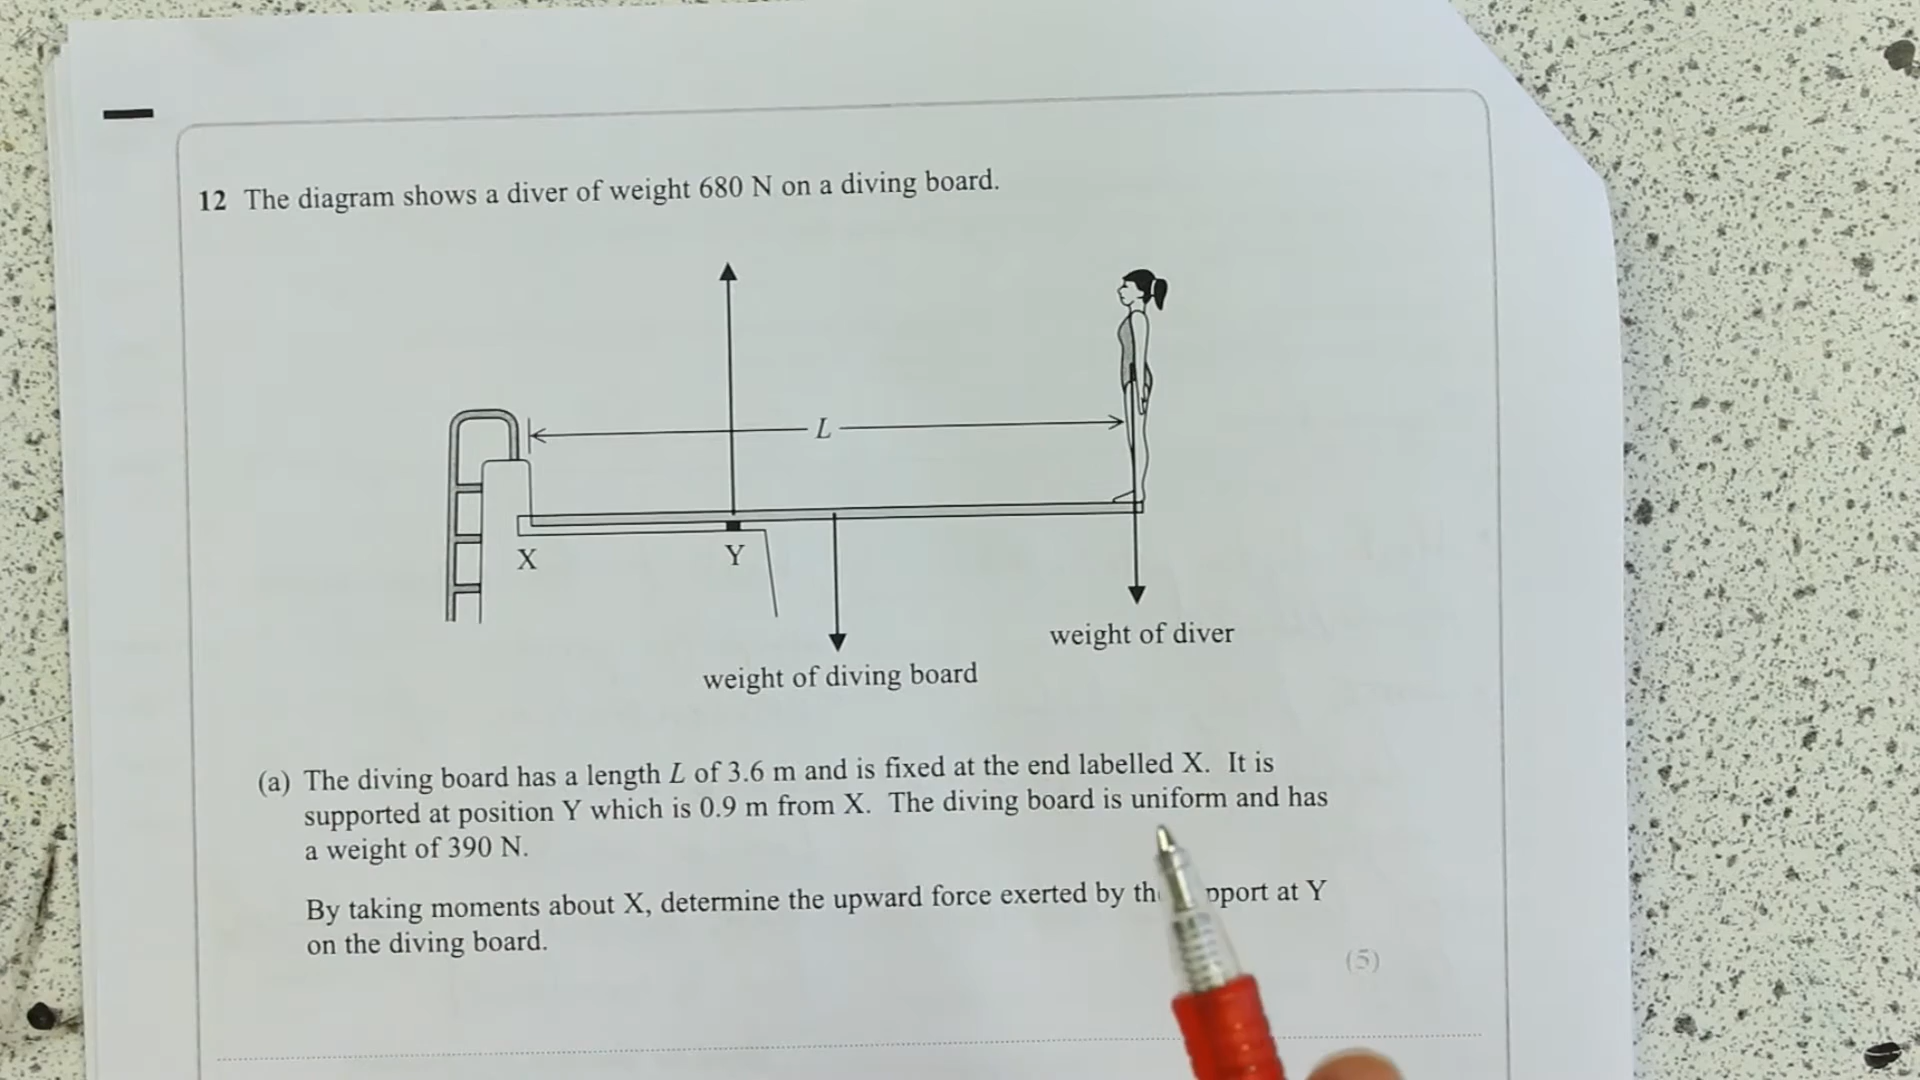 12 The diagram shows a diver of weight 680 N on a diving board.
L
X
Y
weight of diver
weight of diving board
(a) The diving board has a length L of 3.6 m and is fixed at the end labelled X. It is
supported at position Y which is 0.9 m from X. The diving board is uniform and has
a weight of 390 N.
By taking moments about X, determine the upward force exerted by pport at Y
on the diving board.
(5)